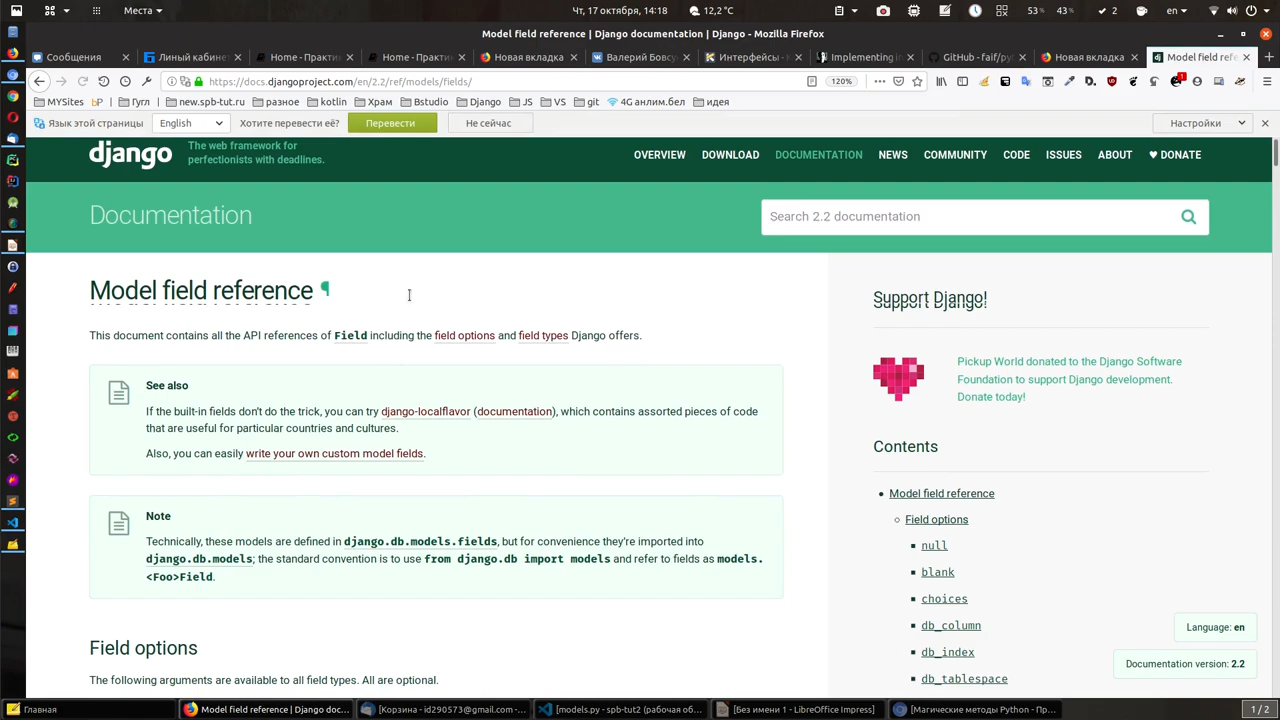 Места
Чт, 17 октября, 14:18
12,2°C
53 %
43%
2
en
Model field reference | Django documentation | Django - Mozilla Firefox
Сообщения
Линый кабинет
Home - Практи
Home - Практи
Новая вкладка
Валерий Бовсу
Интерфейсы -
Implementing in
GitHub - faif/py
Новая вкладка
Model field refe
https://docs.djangoproject.com/en/2.2/ref/models/fields/
120%
MYSites
Гугл
new.spb-tut.ru
разное
kotlin
Храм
Bstudio
Django
JS
VS
git
4G анлим.бел
идея
Язык этой страницы
English
Хотите перевести её?
Перевести
Не сейчас
Настройки
django
The web framework for
perfectionists with deadlines.
OVERVIEW
DOWNLOAD
DOCUMENTATION
NEWS
COMMUNITY
CODE
ISSUES
ABOUT
♥ DONATE
Documentation
Search 2.2 documentation
Model field reference ¶
This document contains all the API references of Field including the field options and field types Django offers.
See also
If the built-in fields don't do the trick, you can try django-localflavor (documentation), which contains assorted pieces of code
that are useful for particular countries and cultures.
Also, you can easily write your own custom model fields.
Note
Technically, these models are defined in django.db.models.fields, but for convenience they're imported into
django.db.models; the standard convention is to use from django.db import models and refer to fields as models.
<Foo>Field.
Field options
The following arguments are available to all field types. All are optional.
Support Django!
Pickup World donated to the Django Software
Foundation to support Django development.
Donate today!
Contents
Model field reference
Field options
null
blank
choices
db_column
db_index
db_tablespace
Language: en
Documentation version: 2.2
Главная
Model field reference | Django doc...
[Корзина - id290573@gmail.com -...
[models.py - spb-tut2 (рабочая об...
[Без имени 1 - LibreOffice Impress]
[Магические методы Python - Пр...
1 / 2